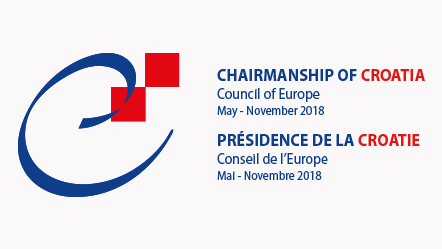 CHAIRMANSHIP OF CROATIA
Council of Europe
May - November 2018
PRÉSIDENCE DE LA CROATIE
Conseil de l'Europe
Mai - Novembre 2018